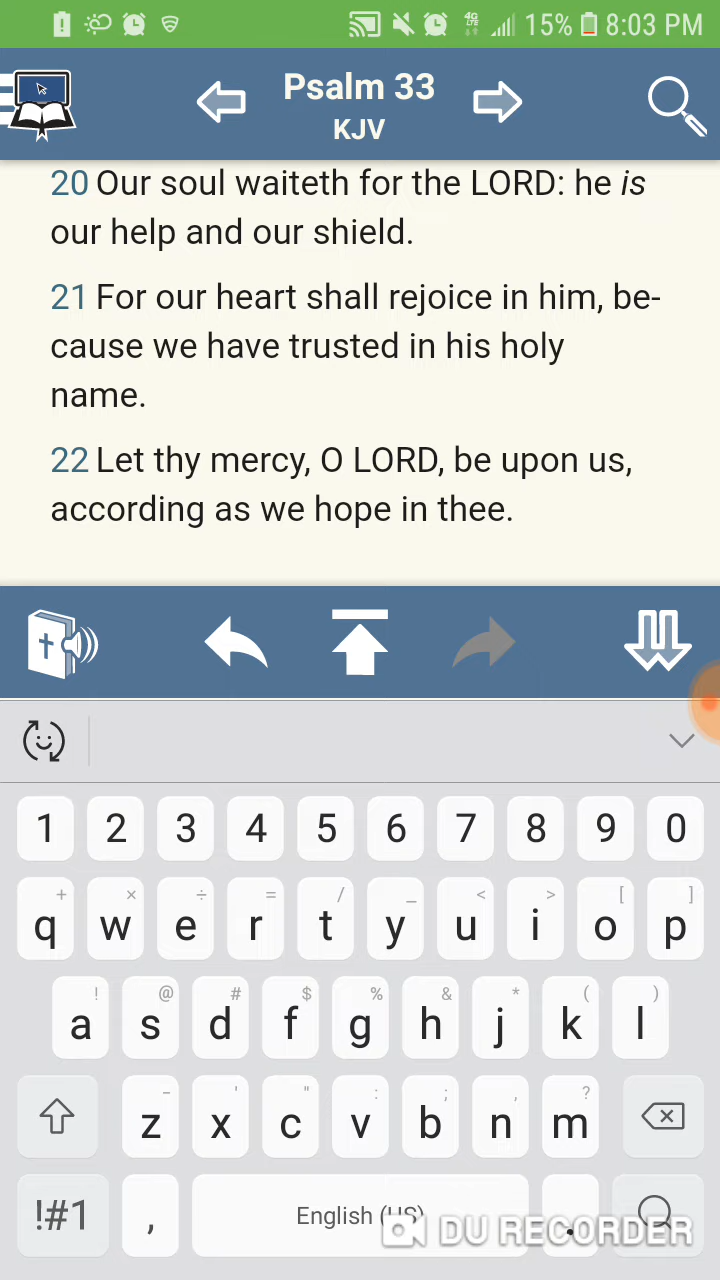 4G LTE 15% 8:03 PM
Psalm 33
KJV
20 Our soul waiteth for the LORD: he is
our help and our shield.
21 For our heart shall rejoice in him, be-
cause we have trusted in his holy
name.
22 Let thy mercy, O LORD, be upon us,
according as we hope in thee.
1 2 3 4 5 6 7 8 9 0
+ × ÷ = / _ < > [ ]
q w e r t y u i o p
! @ # $ % & * ( )
a s d f g h j k l
- ' " : ; , ?
z x c v b n m
!#1 , English (US) .
DU RECORDER